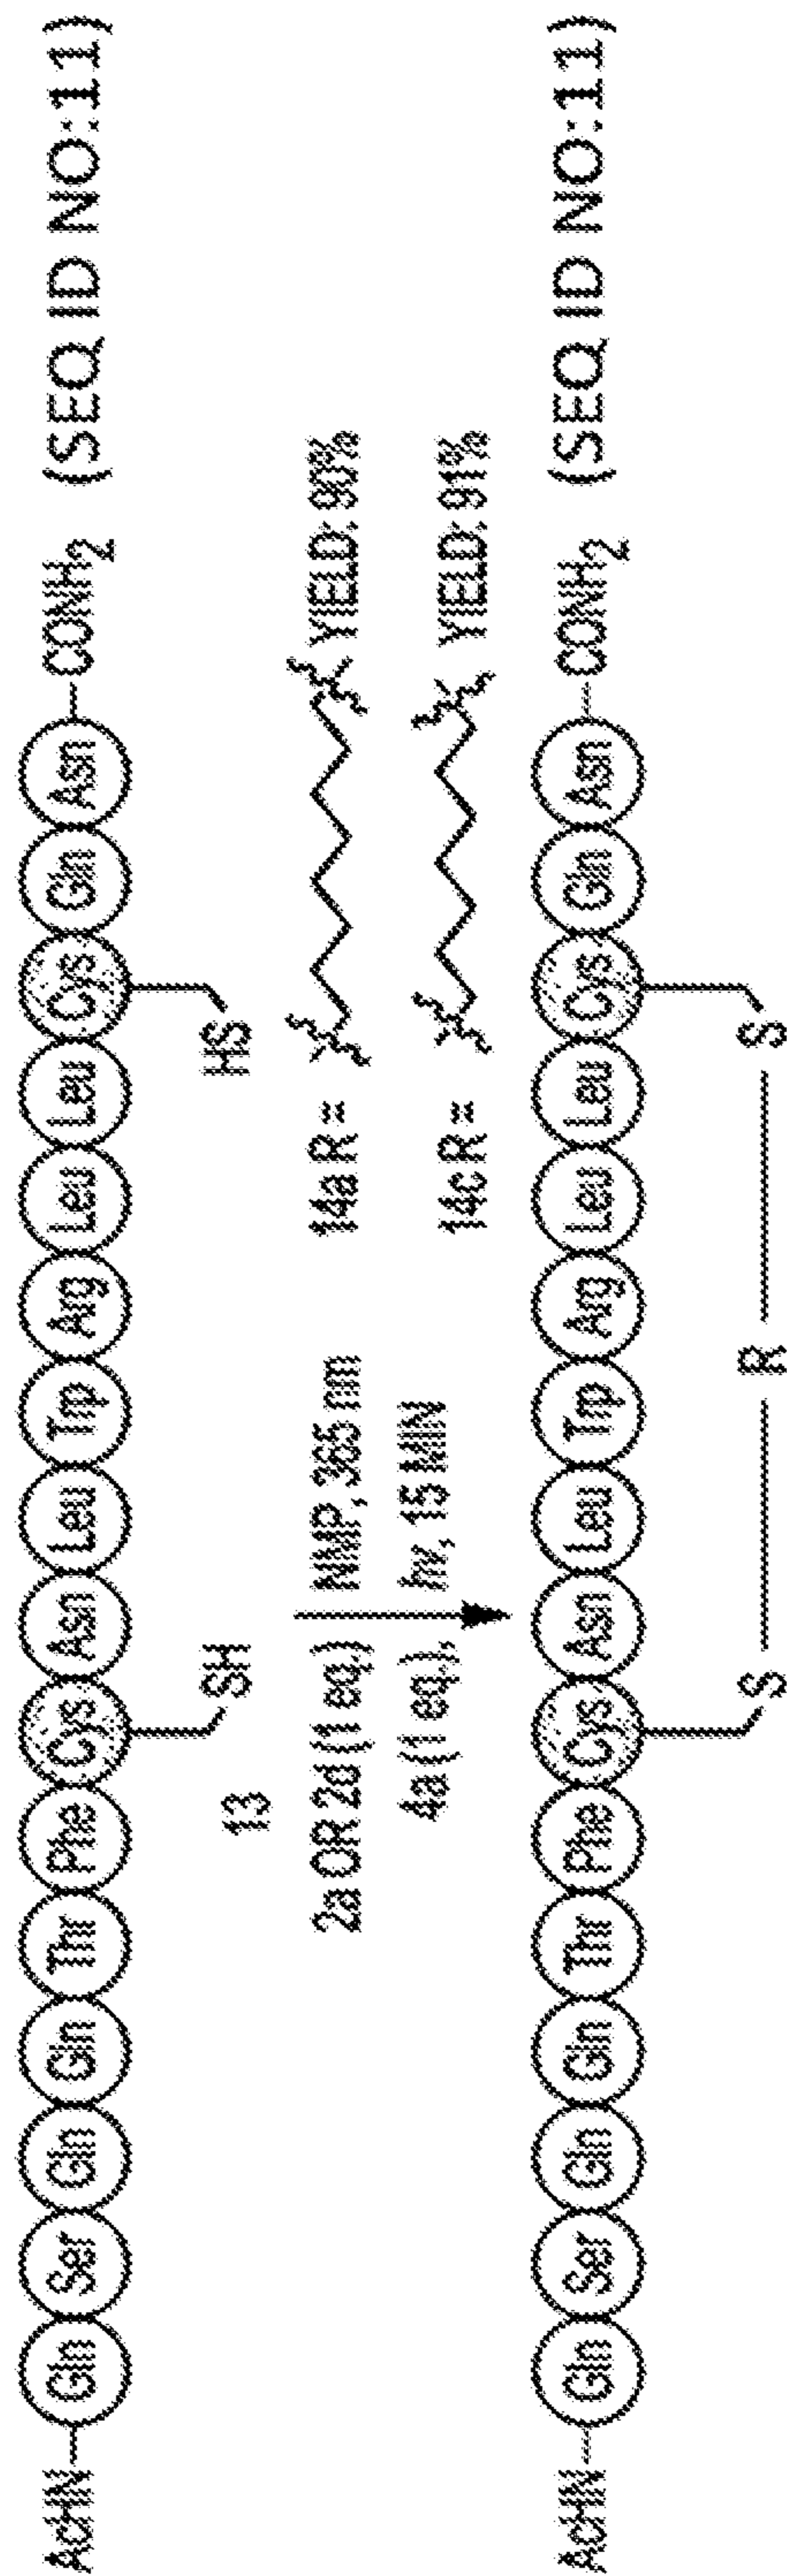 AcHN Gln Ser Gln Gln Thr Phe Cys Asn Leu Trp Arg Leu Leu Cys Gln Asn CONH2 (SEQ ID NO:11)
SH HS
13
2a OR 2d (1 eq.) NMP, 365 nm
4a (1 eq.), hv, 15 MIN
14a R = YIELD: 90%
14c R = YIELD: 91%
AcHN Gln Ser Gln Gln Thr Phe Cys Asn Leu Trp Arg Leu Leu Cys Gln Asn CONH2 (SEQ ID NO:11)
S R S